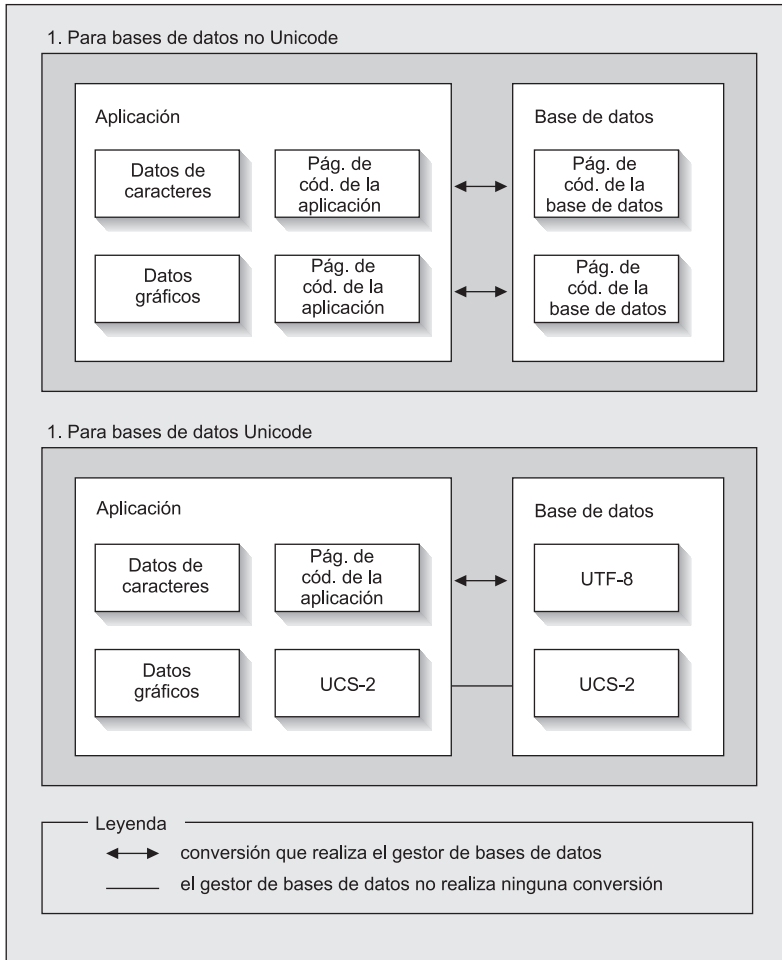 1. Para bases de datos no Unicode
Aplicación
Base de datos
Datos de
caracteres
Pág. de
cód. de la
aplicación
Pág. de
cód. de la
base de datos
Datos
gráficos
Pág. de
cód. de la
aplicación
Pág. de
cód. de la
base de datos
1. Para bases de datos Unicode
Aplicación
Base de datos
Datos de
caracteres
Pág. de
cód. de la
aplicación
UTF-8
Datos
gráficos
UCS-2
UCS-2
Leyenda
conversión que realiza el gestor de bases de datos
el gestor de bases de datos no realiza ninguna conversión